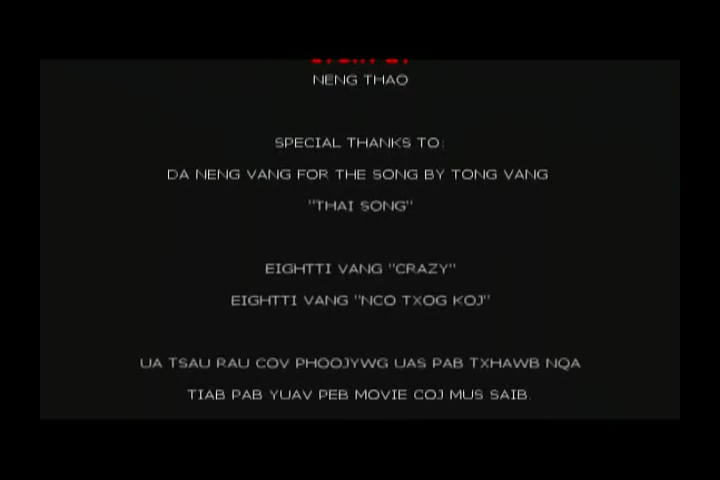 NENG THAO
SPECIAL THANKS TO:
DA NENG VANG FOR THE SONG BY TONG VANG
"THAI SONG"
EIGHTTI VANG "CRAZY"
EIGHTTI VANG "NCO TXOG KOJ"
UA TSAU RAU COV PHOOJYWG UAS PAB TXHAWB NQA
TIAB PAB YUAV PEB MOVIE COJ MUS SAIB.